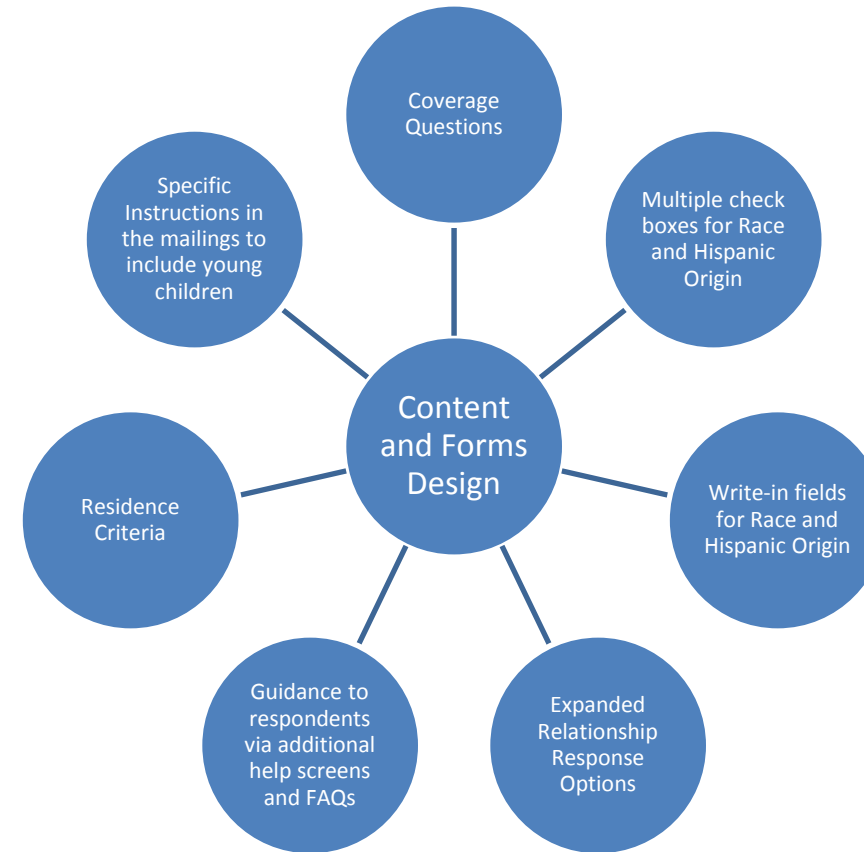 Coverage
Questions
Multiple check
boxes for Race
and Hispanic
Origin
Write-in fields
for Race and
Hispanic Origin
Expanded
Relationship
Response
Options
Guidance to
respondents
via additional
help screens
and FAQs
Residence
Criteria
Specific
Instructions in
the mailings to
include young
children
Content
and Forms
Design